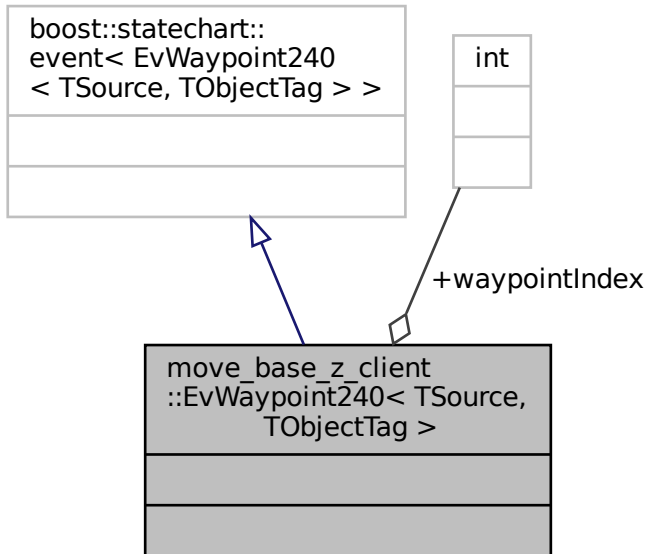 boost::statechart::
event< EvWaypoint240
< TSource, TObjectTag > >
int
+waypointIndex
move_base_z_client
::EvWaypoint240< TSource,
TObjectTag >